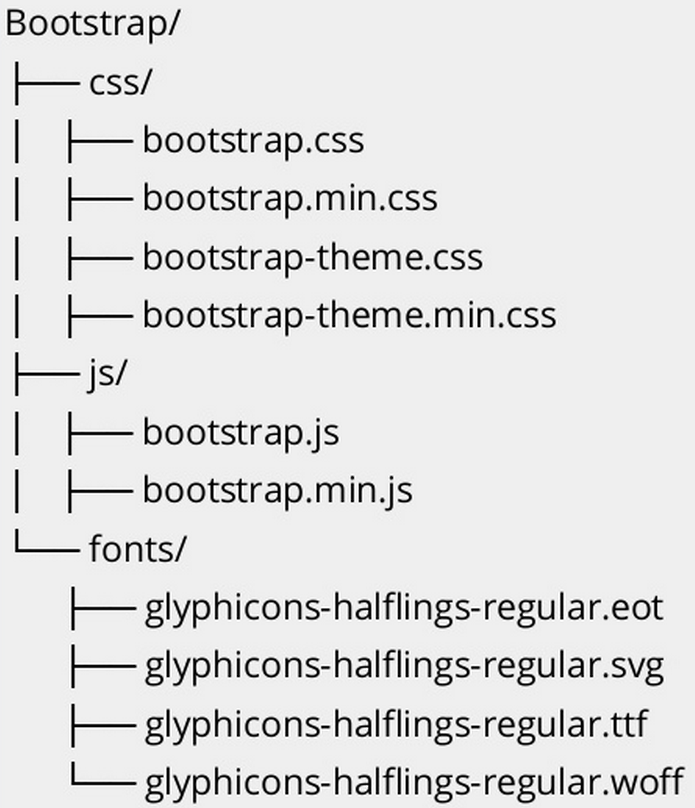 Bootstrap/
├── css/
│   ├── bootstrap.css
│   ├── bootstrap.min.css
│   ├── bootstrap-theme.css
│   ├── bootstrap-theme.min.css
├── js/
│   ├── bootstrap.js
│   ├── bootstrap.min.js
└── fonts/
    ├── glyphicons-halflings-regular.eot
    ├── glyphicons-halflings-regular.svg
    ├── glyphicons-halflings-regular.ttf
    └── glyphicons-halflings-regular.woff